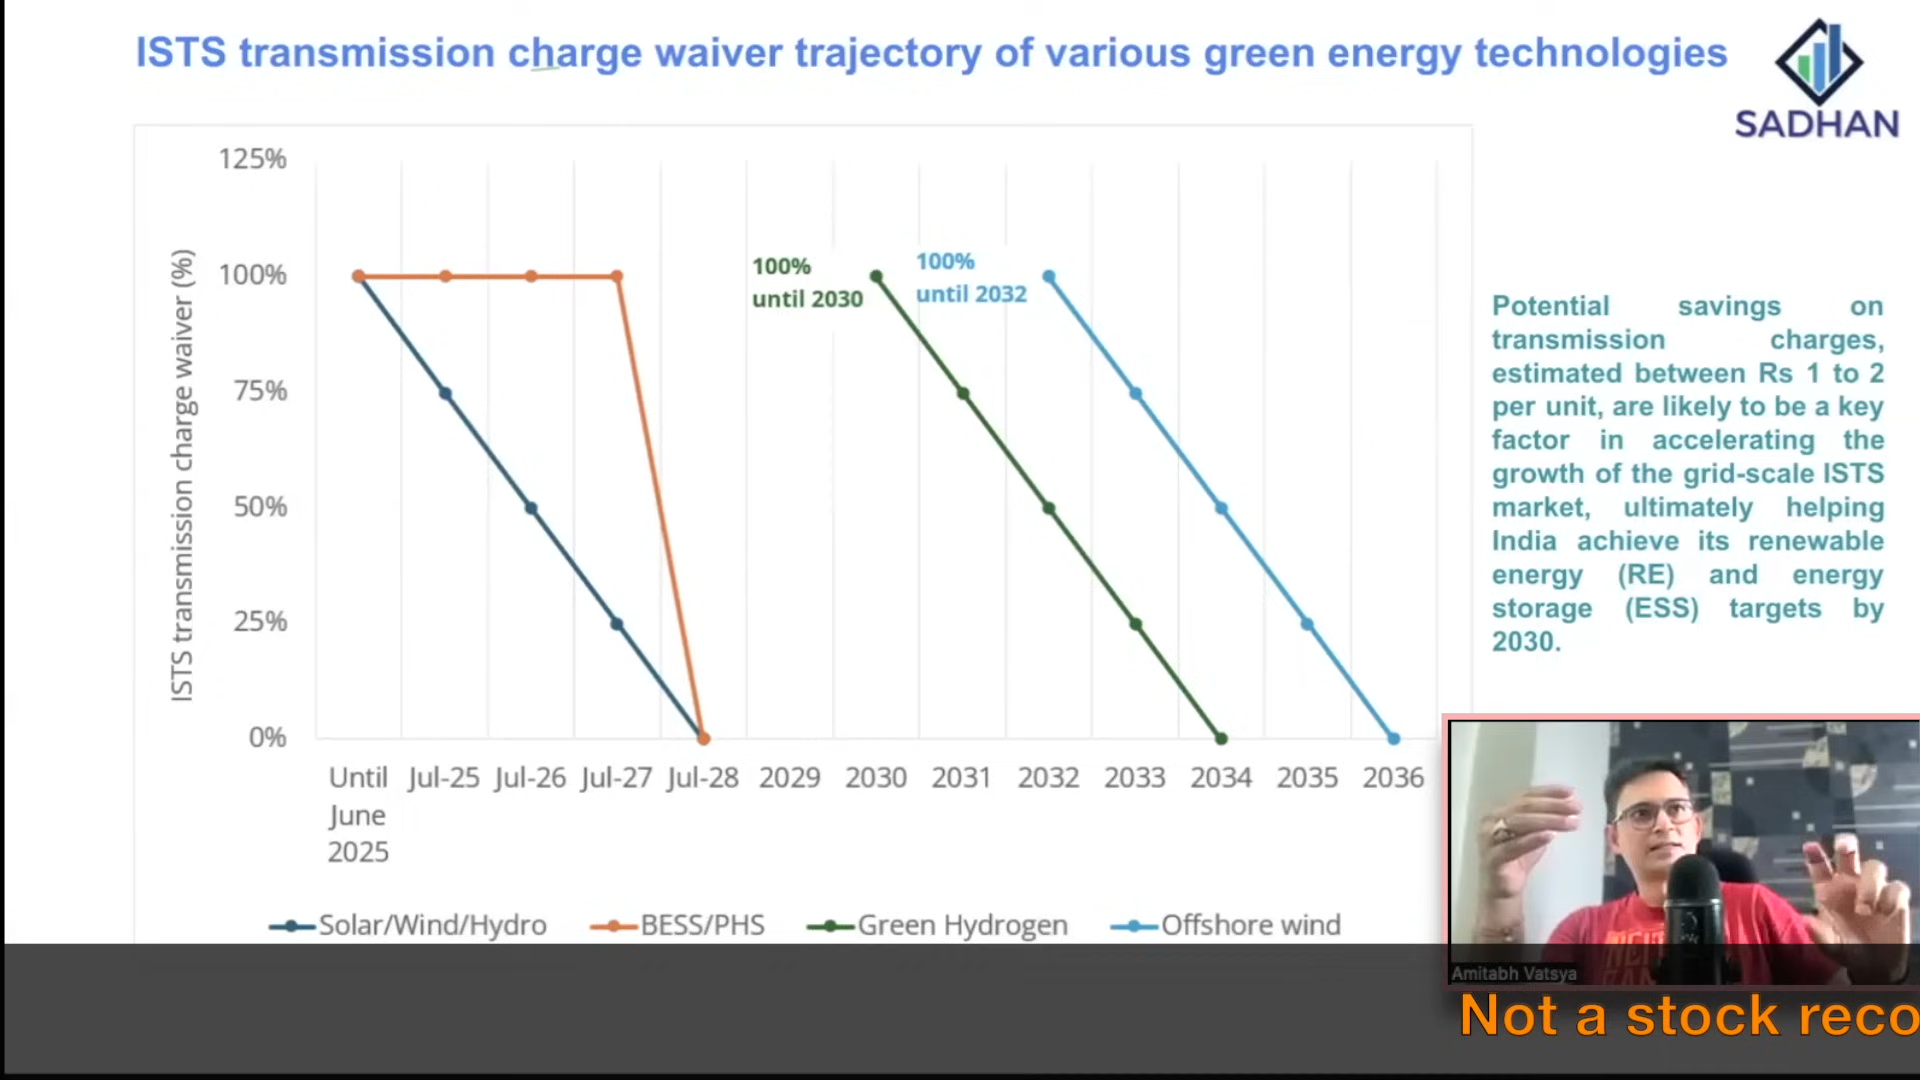 ISTS transmission charge waiver trajectory of various green energy technologies
SADHAN
ISTS transmission charge waiver (%)
125%
100%
75%
50%
25%
0%
100%
until 2030
100%
until 2032
Until June 2025
Jul-25
Jul-26
Jul-27
Jul-28
2029
2030
2031
2032
2033
2034
2035
2036
Solar/Wind/Hydro
BESS/PHS
Green Hydrogen
Offshore wind
Potential savings on
transmission charges,
estimated between Rs 1 to 2
per unit, are likely to be a key
factor in accelerating the
growth of the grid-scale ISTS
market, ultimately helping
India achieve its renewable
energy (RE) and energy
storage (ESS) targets by
2030.
Amitabh Vatsya
Not a stock reco